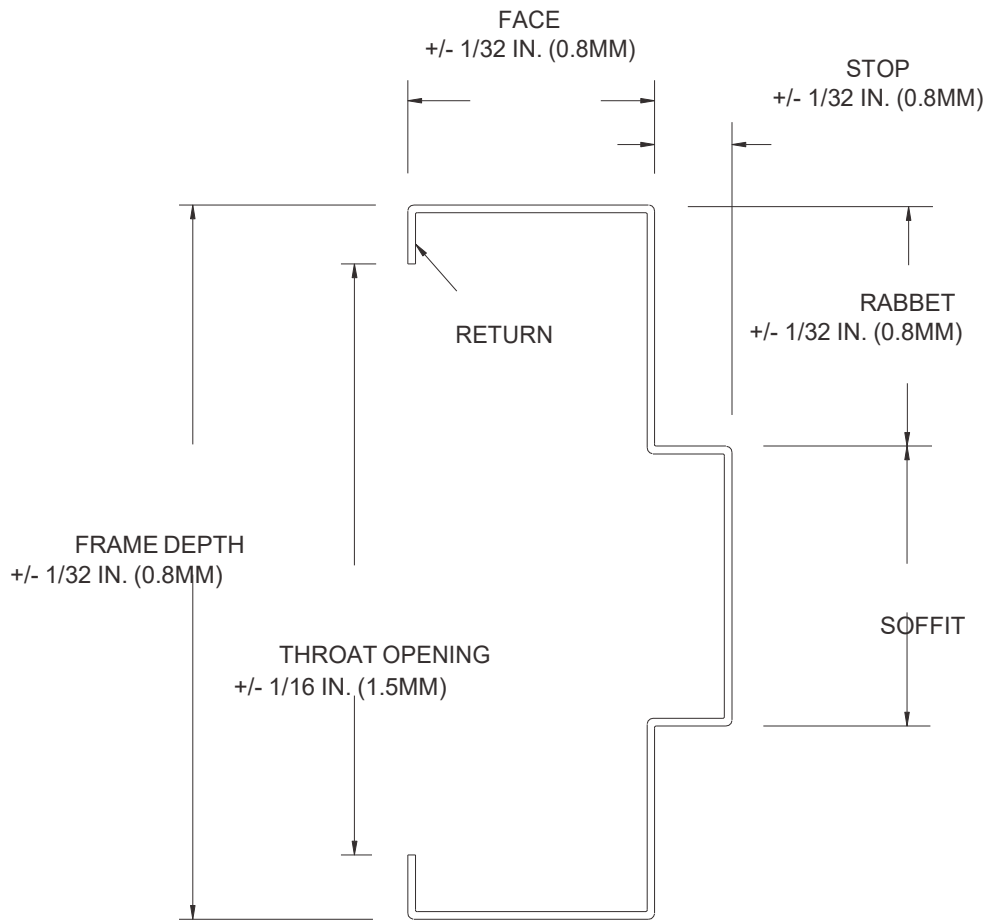 FACE
+/- 1/32 IN. (0.8MM)
STOP
+/- 1/32 IN. (0.8MM)
RABBET
+/- 1/32 IN. (0.8MM)
RETURN
FRAME DEPTH
+/- 1/32 IN. (0.8MM)
SOFFIT
THROAT OPENING
+/- 1/16 IN. (1.5MM)